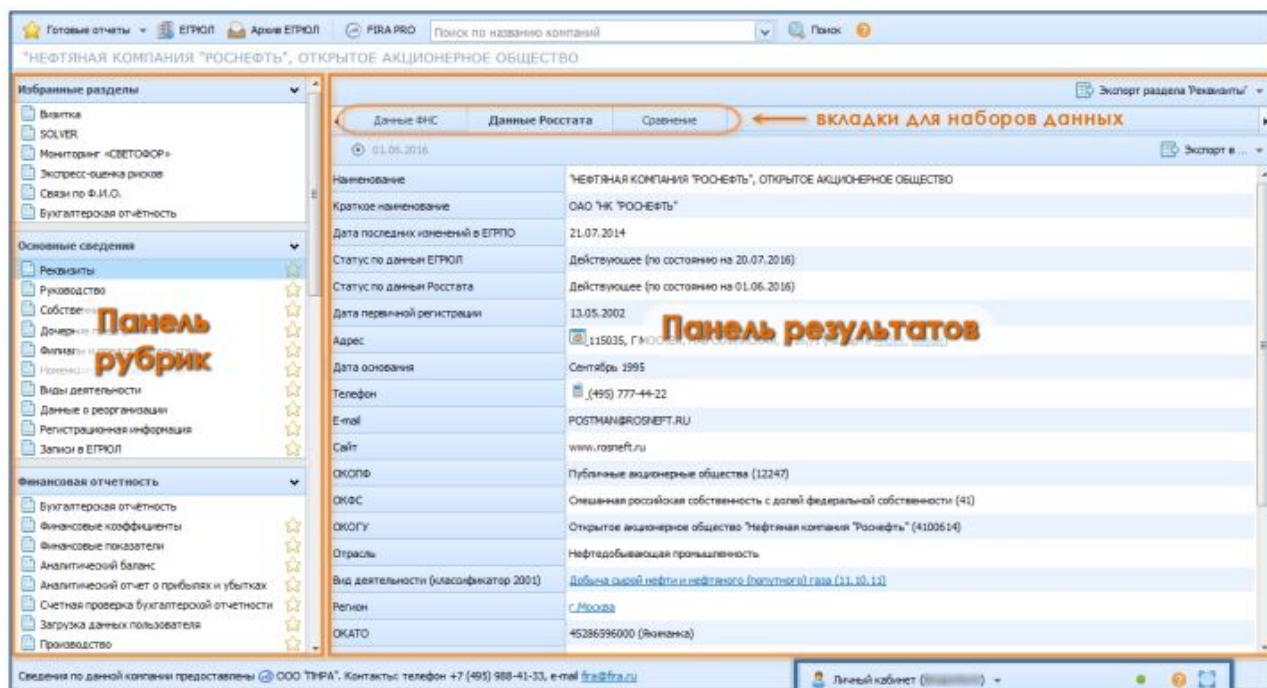 Готовые отчеты
ЕГРЮЛ
Архив ЕГРЮЛ
FIRA PRO
Поиск по названию компаний
Поиск
"НЕФТЯНАЯ КОМПАНИЯ "РОСНЕФТЬ", ОТКРЫТОЕ АКЦИОНЕРНОЕ ОБЩЕСТВО
Избранные разделы
Визитка
SOLVER
Мониторинг «СВЕТОФОР»
Экспресс-оценка рисков
Связи по Ф.И.О.
Бухгалтерская отчётность
Основные сведения
Реквизиты
Руководство
Панель рубрик
Виды деятельности
Данные о реорганизации
Регистрационная информация
Записи в ЕГРЮЛ
Финансовая отчетность
Бухгалтерская отчётность
Финансовые коэффициенты
Финансовые показатели
Аналитический баланс
Аналитический отчет о прибылях и убытках
Счетная проверка бухгалтерской отчетности
Загрузка данных пользователя
Производство
Экспорт раздела 'Реквизиты'
Данные ФНС
Данные Росстата
Сравнение
вкладки для наборов данных
01.06.2016
Экспорт в ...
Наименование "НЕФТЯНАЯ КОМПАНИЯ "РОСНЕФТЬ", ОТКРЫТОЕ АКЦИОНЕРНОЕ ОБЩЕСТВО
Краткое наименование ОАО "НК "РОСНЕФТЬ"
Дата последних изменений в ЕГРПО 21.07.2014
Статус по данным ЕГРЮЛ Действующее (по состоянию на 20.07.2016)
Статус по данным Росстата Действующее (по состоянию на 01.06.2016)
Дата первичной регистрации 13.05.2002
Панель результатов
Адрес 115035, Г
Дата основания Сентябрь 1995
Телефон (495) 777-44-22
E-mail POSTMAN@ROSNEFT.RU
Сайт www.rosneft.ru
ОКОПФ Публичные акционерные общества (12247)
ОКФС Смешанная российская собственность с долей федеральной собственности (41)
ОКОГУ Открытое акционерное общество "Нефтяная компания "Роснефть" (4100614)
Отрасль Нефтедобывающая промышленность
Вид деятельности (классификатор 2001) Добыча сырой нефти и нефтяного (попутного) газа (11.10.11)
Регион г.Москва
ОКАТО 45286596000 (Якиманка)
Сведения по данной компании предоставлены ООО "ПМРА". Контакты: телефон +7 (495) 988-41-33, e-mail fira@fira.ru
Личный кабинет ( )